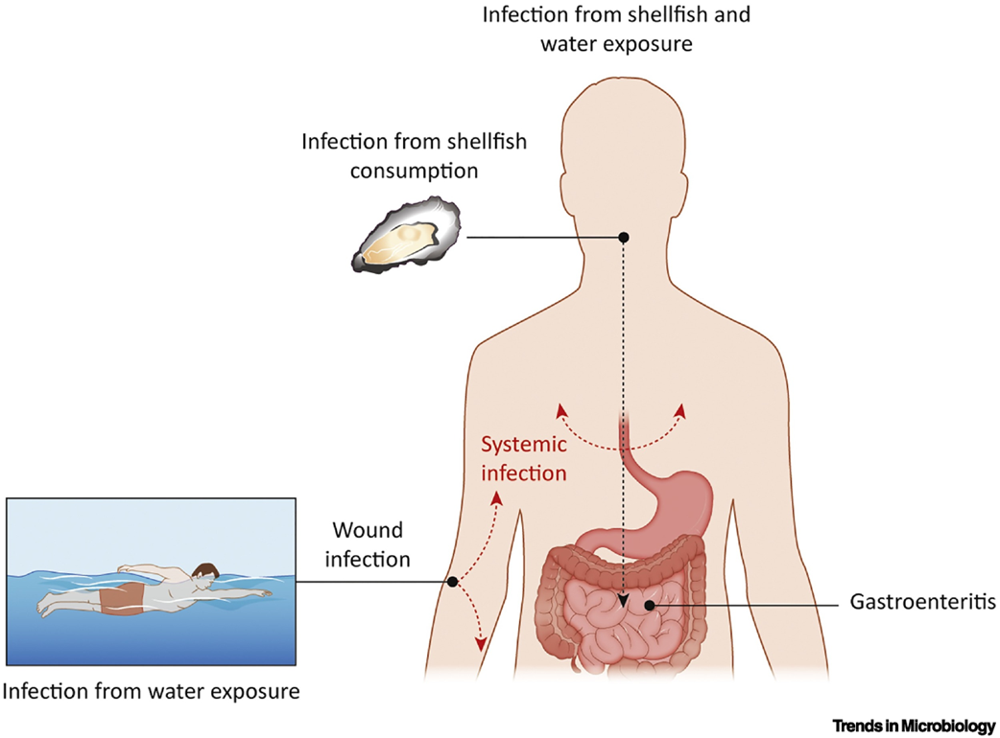 Infection from shellfish and
water exposure
Infection from shellfish
consumption
Systemic
infection
Wound
infection
Gastroenteritis
Infection from water exposure
Trends in Microbiology